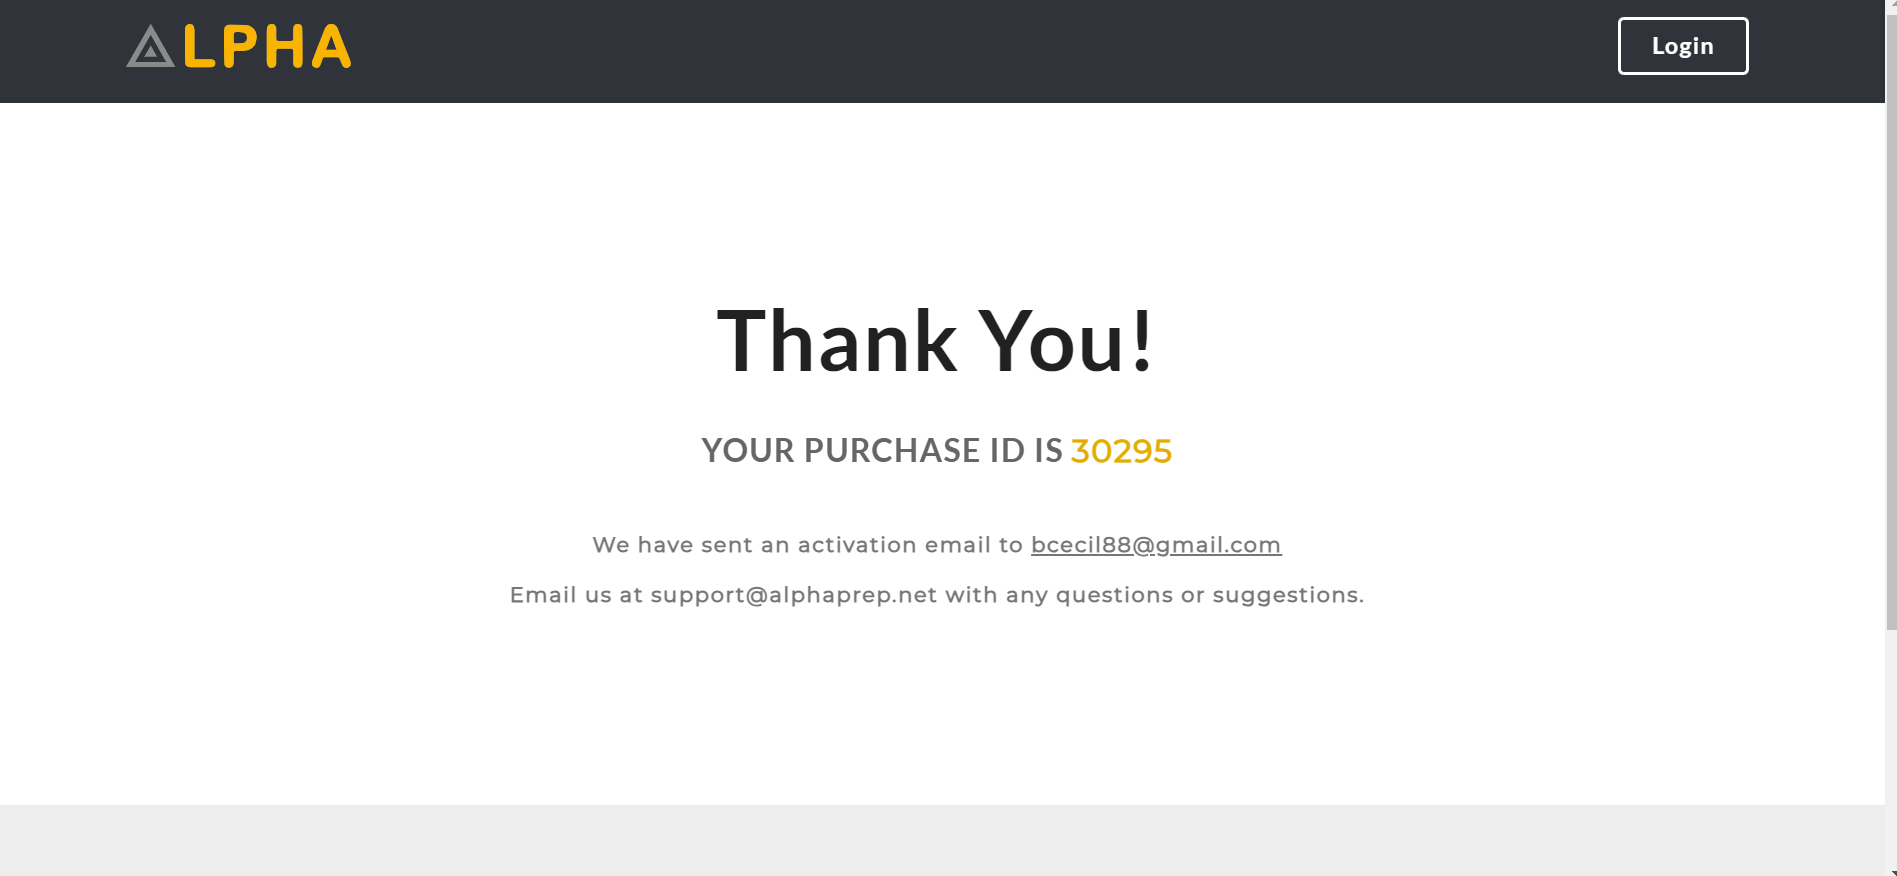 ALPHA
Login
Thank You!
YOUR PURCHASE ID IS 30295
We have sent an activation email to bcecil88@gmail.com
Email us at support@alphaprep.net with any questions or suggestions.